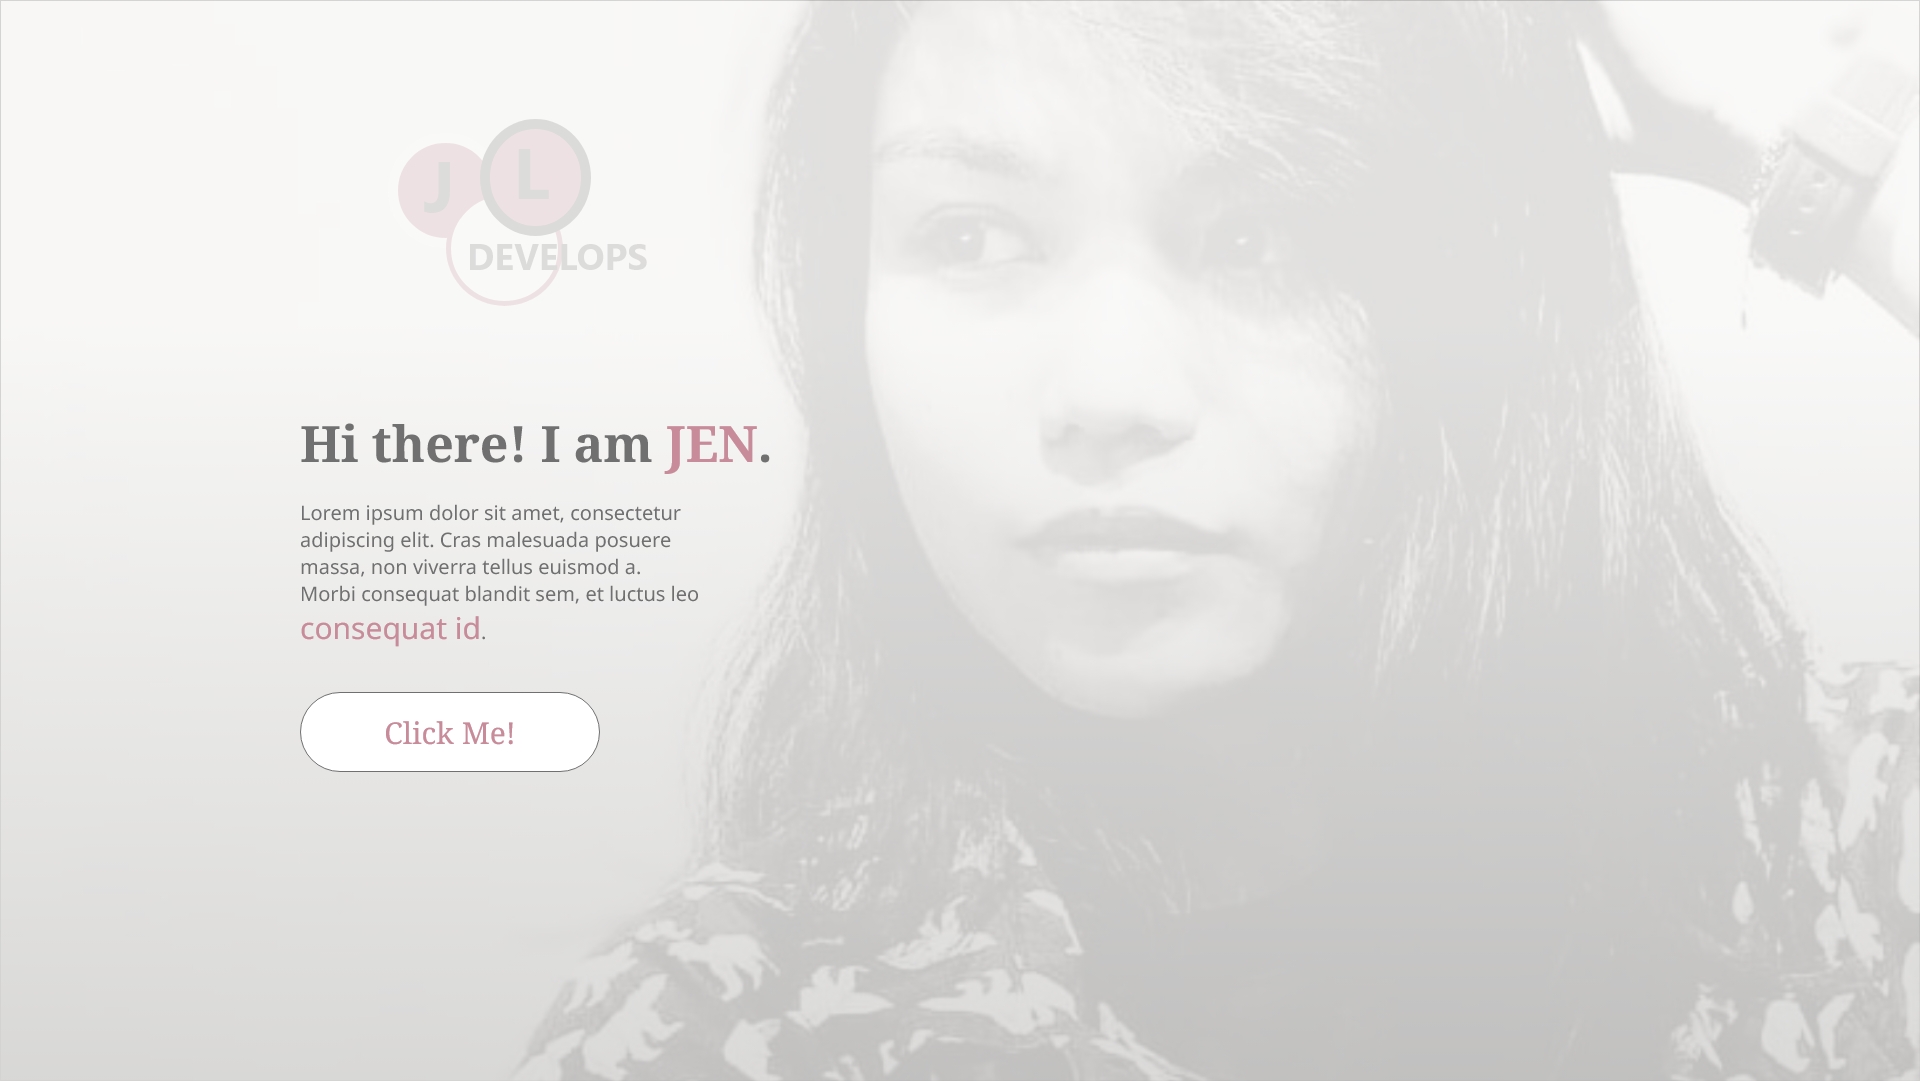 J L
DEVELOPS
Hi there! I am JEN.
Lorem ipsum dolor sit amet, consectetur
adipiscing elit. Cras malesuada posuere
massa, non viverra tellus euismod a.
Morbi consequat blandit sem, et luctus leo
consequat id.
Click Me!